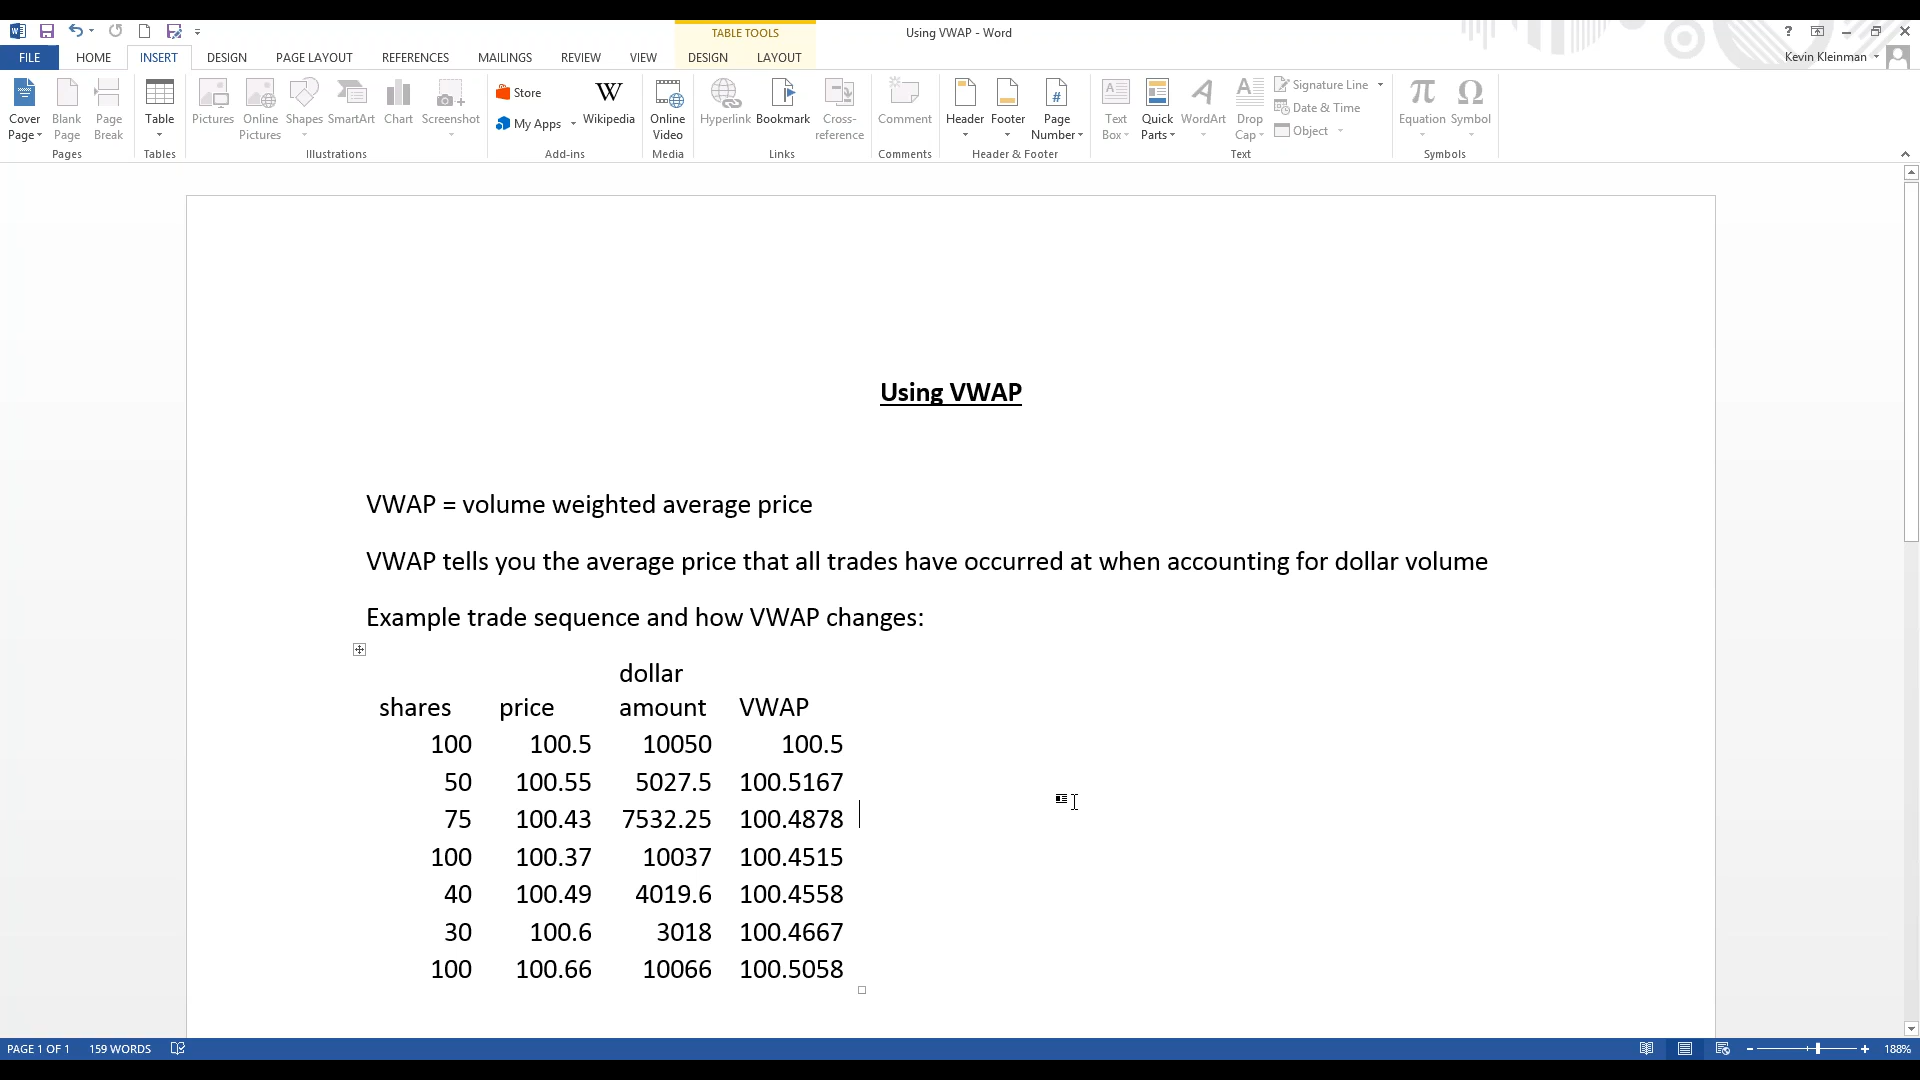 TABLE TOOLS
Using VWAP - Word
?
FILE HOME INSERT DESIGN PAGE LAYOUT REFERENCES MAILINGS REVIEW VIEW DESIGN LAYOUT
Kevin Kleinman
Cover Page
Blank Page
Page Break
Pages
Table
Tables
Pictures
Online Pictures
Shapes
SmartArt
Chart
Screenshot
Illustrations
Store
My Apps
W
Wikipedia
Add-ins
Online Video
Media
Hyperlink
Bookmark
Cross-reference
Links
Comment
Comments
Header
Footer
#
Page Number
Header & Footer
A
Text Box
Quick Parts
A
WordArt
A
Drop Cap
Signature Line
Date & Time
Object
Text
π
Equation
Ω
Symbol
Symbols
Using VWAP
VWAP = volume weighted average price
VWAP tells you the average price that all trades have occurred at when accounting for dollar volume
Example trade sequence and how VWAP changes:
dollar
shares price amount VWAP
100 100.5 10050 100.5
50 100.55 5027.5 100.5167
75 100.43 7532.25 100.4878
100 100.37 10037 100.4515
40 100.49 4019.6 100.4558
30 100.6 3018 100.4667
100 100.66 10066 100.5058
PAGE 1 OF 1 159 WORDS
188%